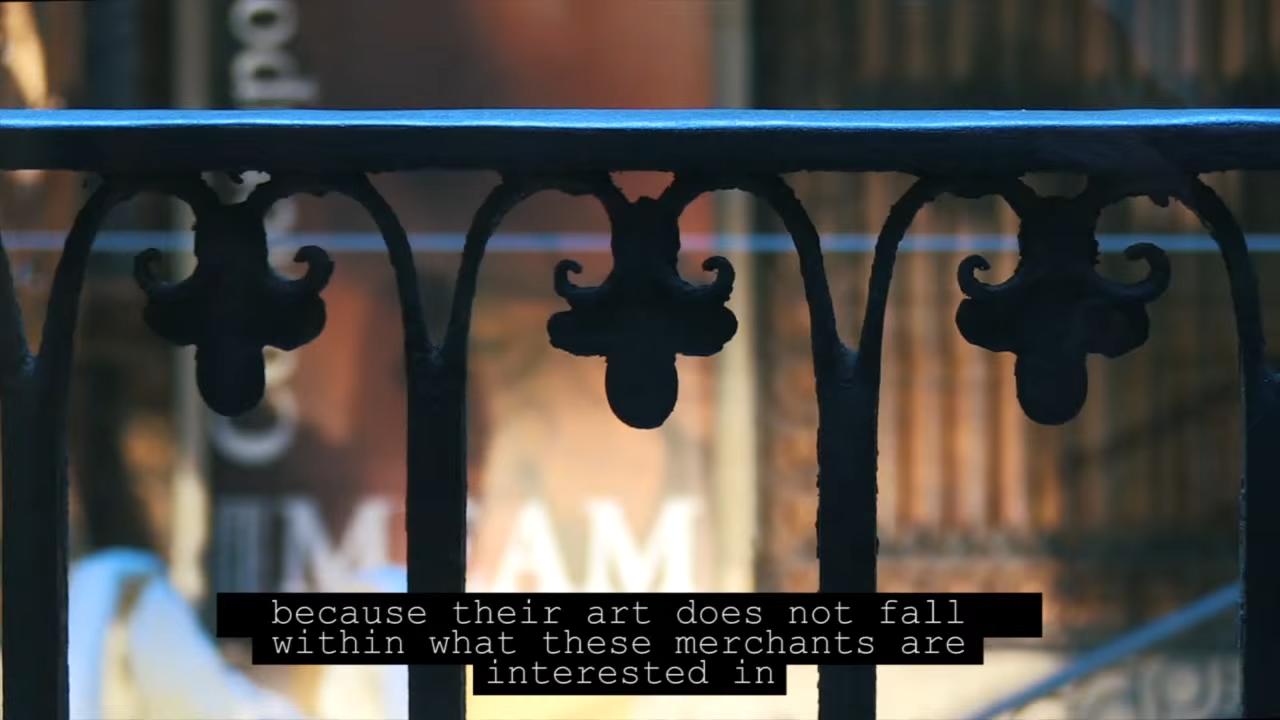 because their art does not fall
within what these merchants are
interested in